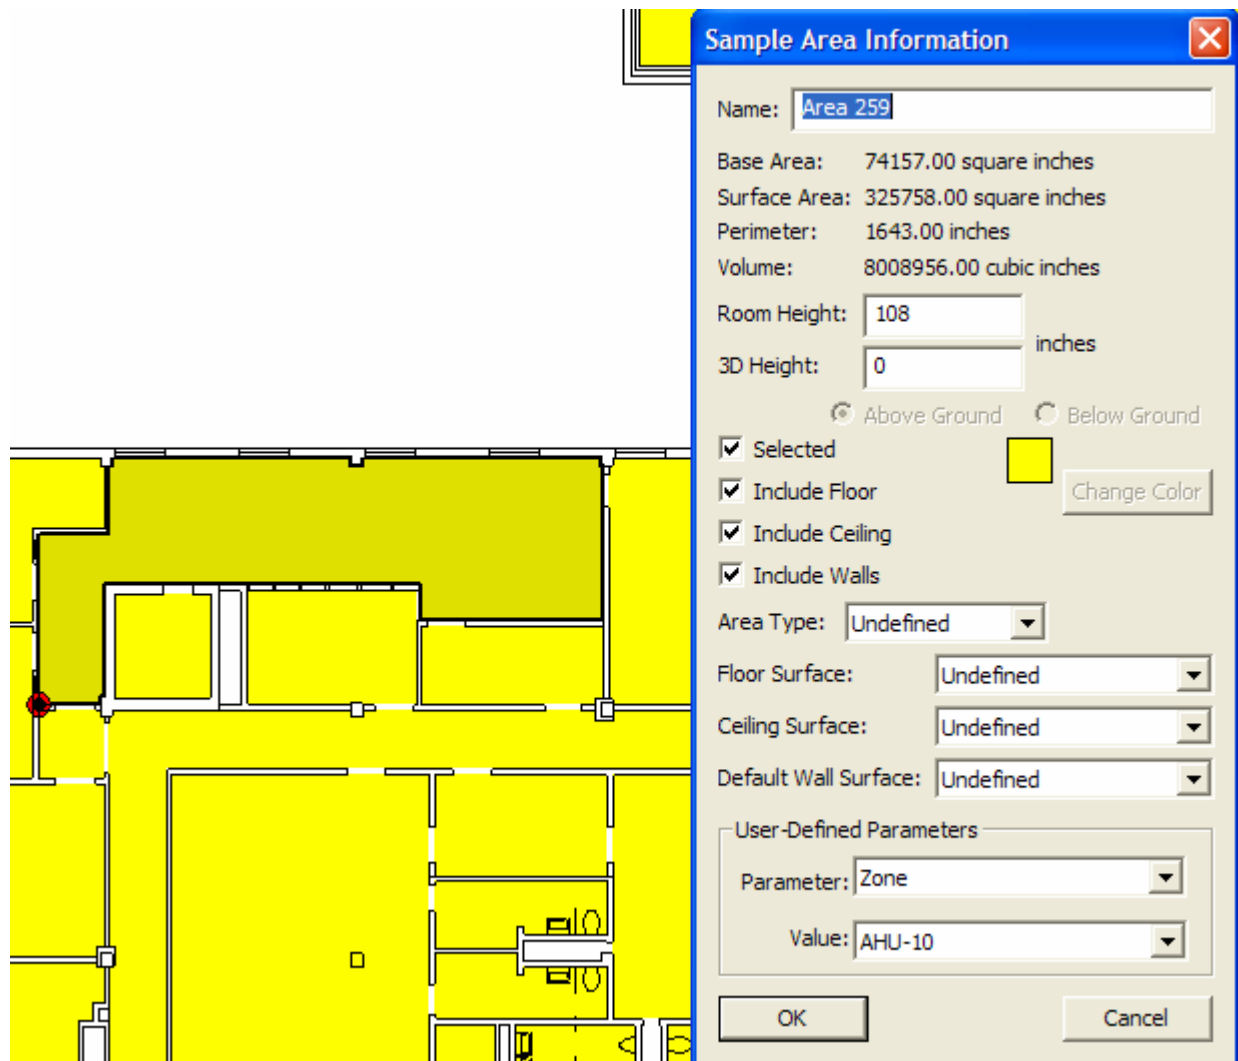 Sample Area Information
Name: Area 259
Base Area: 74157.00 square inches
Surface Area: 325758.00 square inches
Perimeter: 1643.00 inches
Volume: 8008956.00 cubic inches
Room Height: 108
inches
3D Height: 0
Above Ground Below Ground
Selected
Include Floor
Change Color
Include Ceiling
Include Walls
Area Type: Undefined
Floor Surface: Undefined
Ceiling Surface: Undefined
Default Wall Surface: Undefined
User-Defined Parameters
Parameter: Zone
Value: AHU-10
OK Cancel